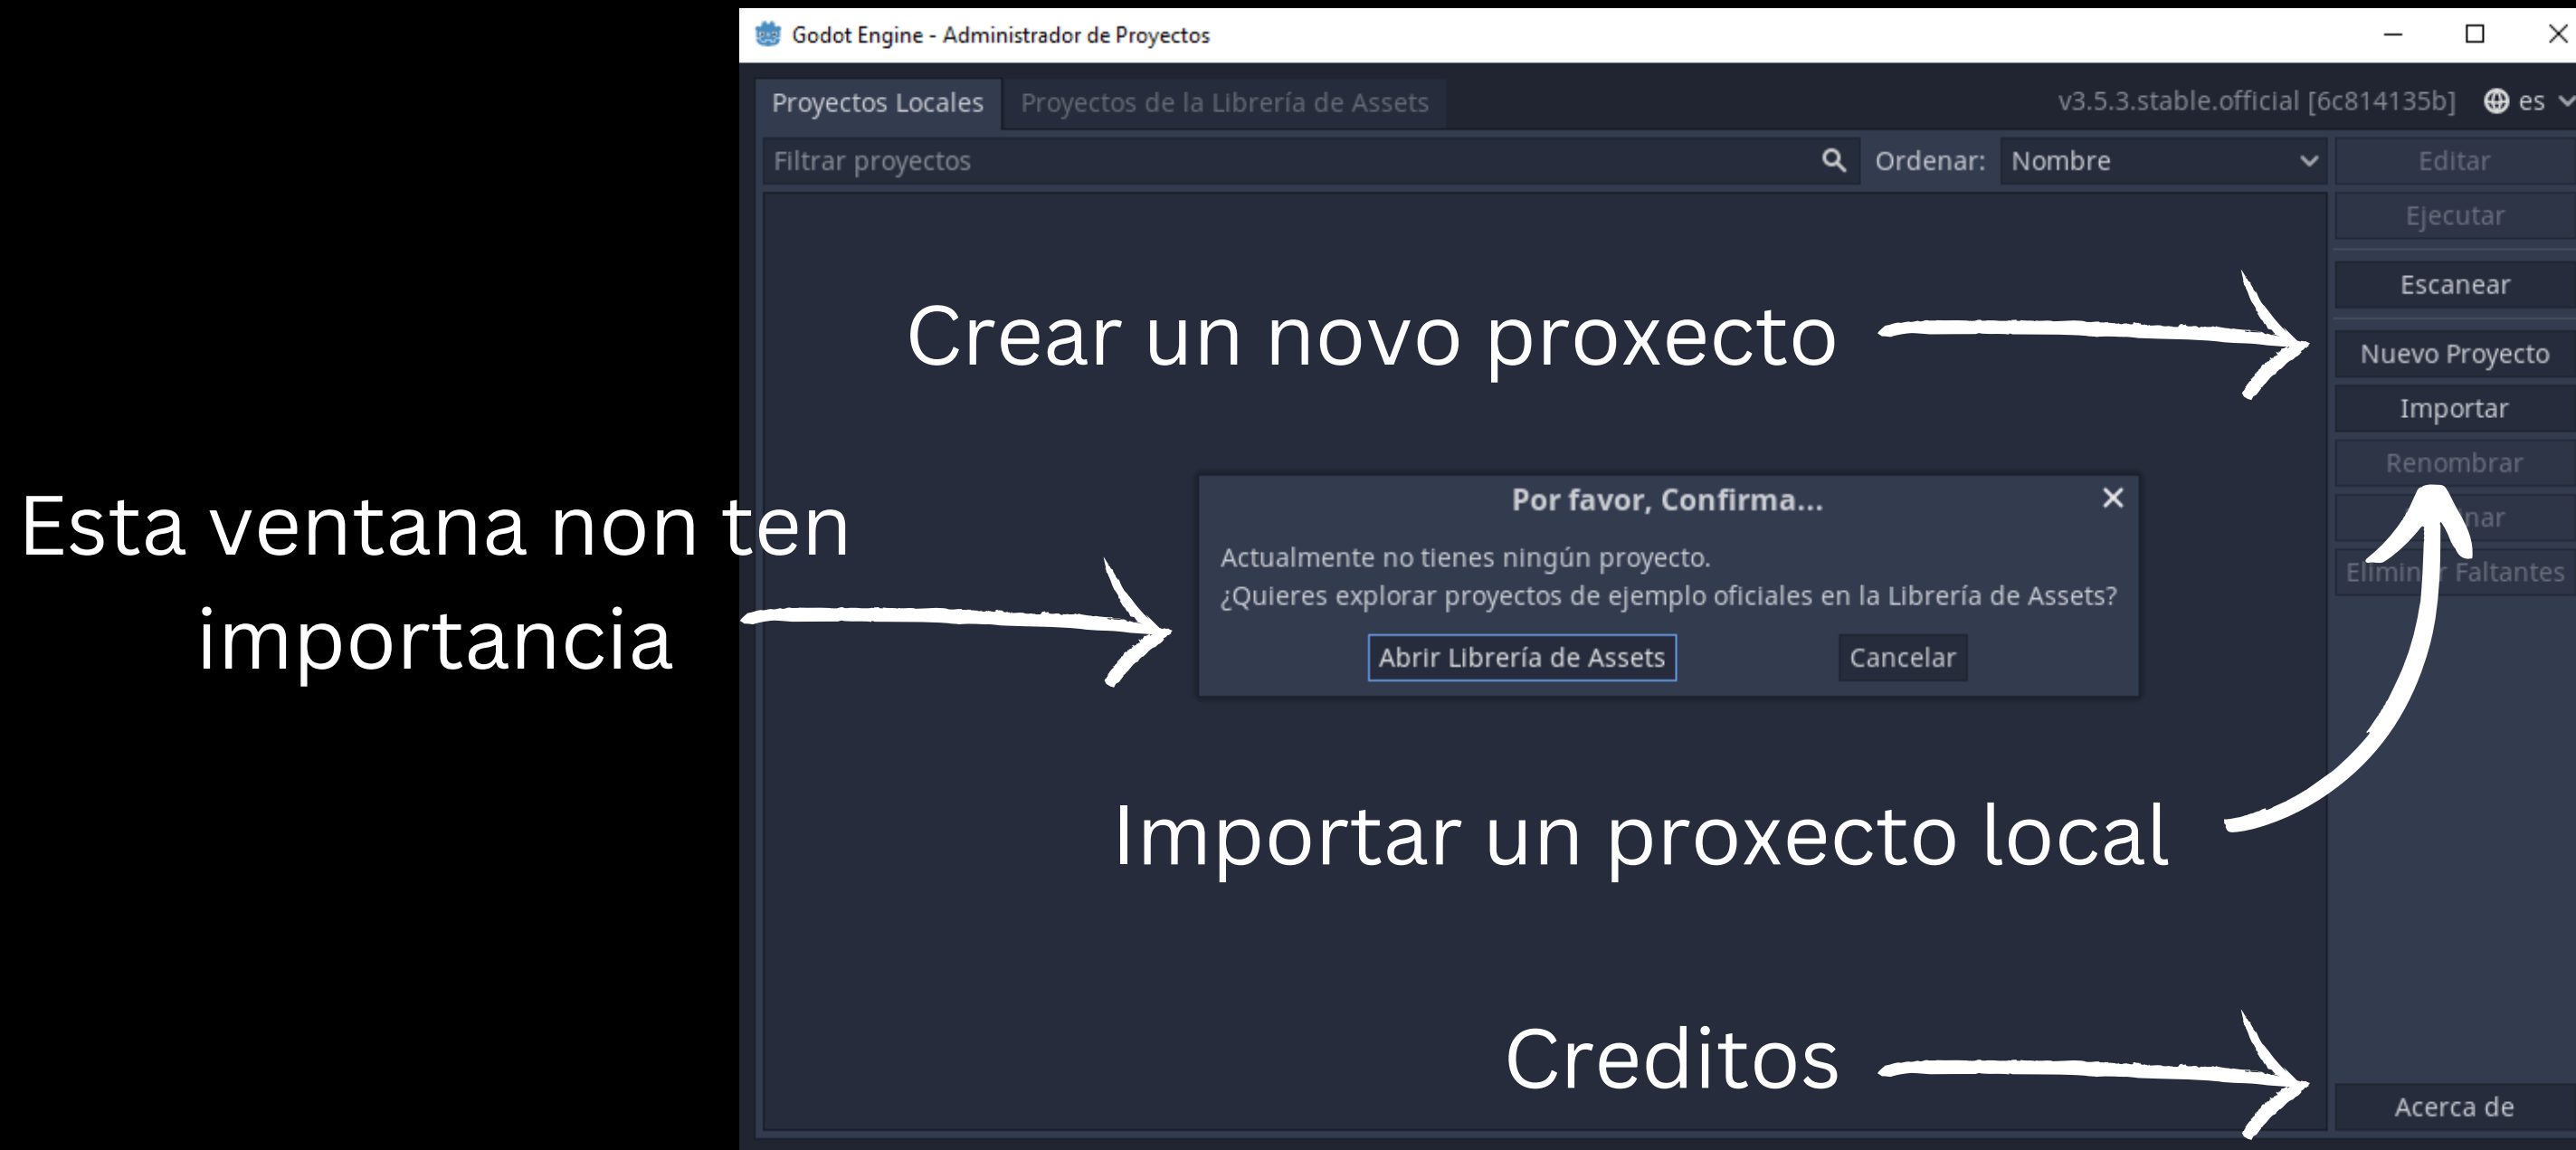 Godot Engine - Administrador de Proyectos
Proyectos Locales
Proyectos de la Librería de Assets
v3.5.3.stable.official [6c814135b]
es
Filtrar proyectos
Ordenar:
Nombre
Editar
Ejecutar
Escanear
Crear un novo proxecto
Nuevo Proyecto
Importar
Renombrar
Esta ventana non ten
importancia
Por favor, Confirma...
Actualmente no tienes ningún proyecto.
¿Quieres explorar proyectos de ejemplo oficiales en la Librería de Assets?
Abrir Librería de Assets
Cancelar
Faltantes
Importar un proxecto local
Creditos
Acerca de